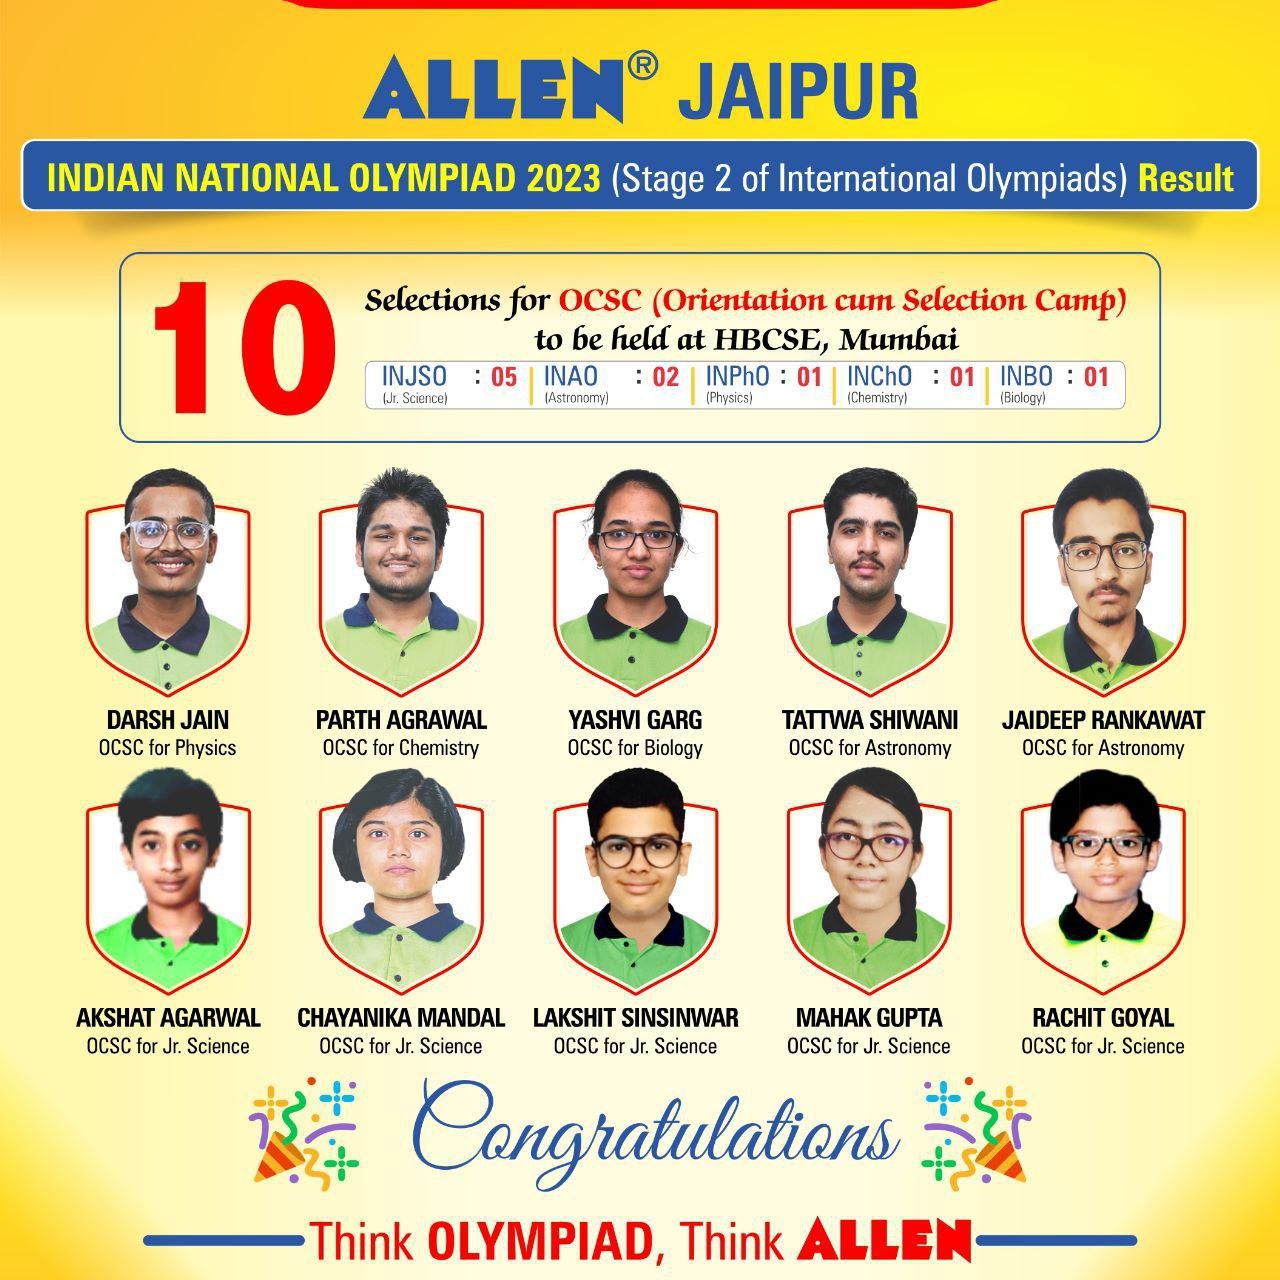 ALLEN® JAIPUR
INDIAN NATIONAL OLYMPIAD 2023 (Stage 2 of International Olympiads) Result
10
Selections for OCSC (Orientation cum Selection Camp)
to be held at HBCSE, Mumbai
INJSO : 05 INAO : 02 INPhO : 01 INChO : 01 INBO : 01
(Jr. Science) (Astronomy) (Physics) (Chemistry) (Biology)
DARSH JAIN PARTH AGRAWAL YASHVI GARG TATTWA SHIWANI JAIDEEP RANKAWAT
OCSC for Physics OCSC for Chemistry OCSC for Biology OCSC for Astronomy OCSC for Astronomy
AKSHAT AGARWAL CHAYANIKA MANDAL LAKSHIT SINSINWAR MAHAK GUPTA RACHIT GOYAL
OCSC for Jr. Science OCSC for Jr. Science OCSC for Jr. Science OCSC for Jr. Science OCSC for Jr. Science
Congratulations
Think OLYMPIAD, Think ALLEN